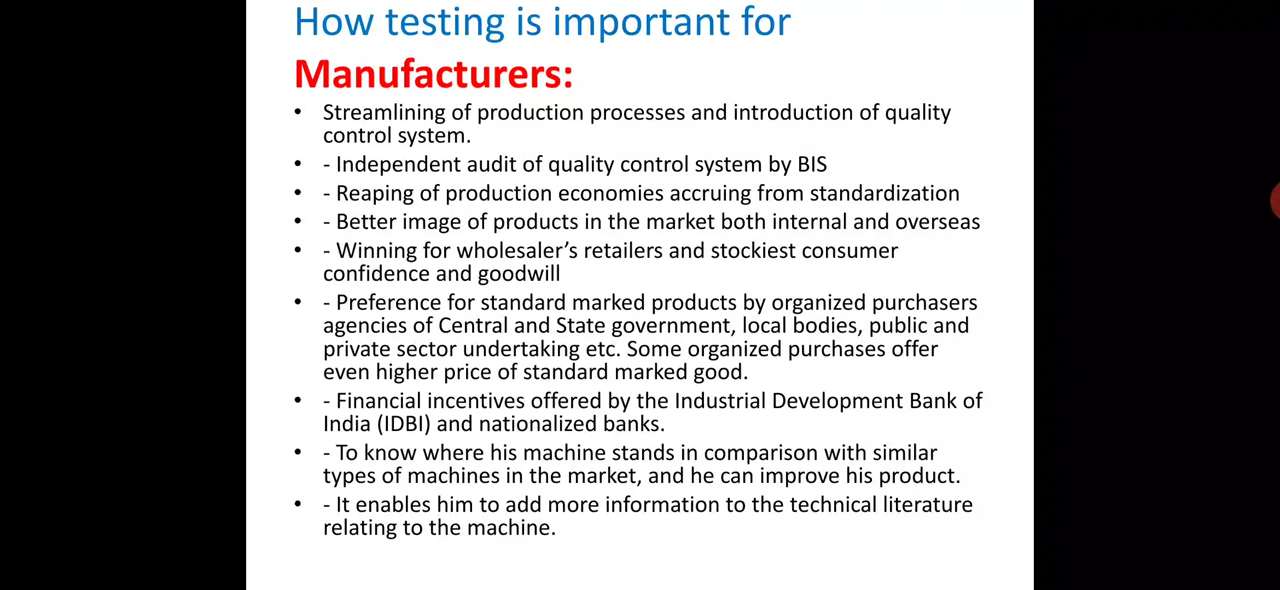 How testing is important for
Manufacturers:
• Streamlining of production processes and introduction of quality
control system.
• - Independent audit of quality control system by BIS
• - Reaping of production economies accruing from standardization
• - Better image of products in the market both internal and overseas
• - Winning for wholesaler’s retailers and stockiest consumer
confidence and goodwill
• - Preference for standard marked products by organized purchasers
agencies of Central and State government, local bodies, public and
private sector undertaking etc. Some organized purchases offer
even higher price of standard marked good.
• - Financial incentives offered by the Industrial Development Bank of
India (IDBI) and nationalized banks.
• - To know where his machine stands in comparison with similar
types of machines in the market, and he can improve his product.
• - It enables him to add more information to the technical literature
relating to the machine.